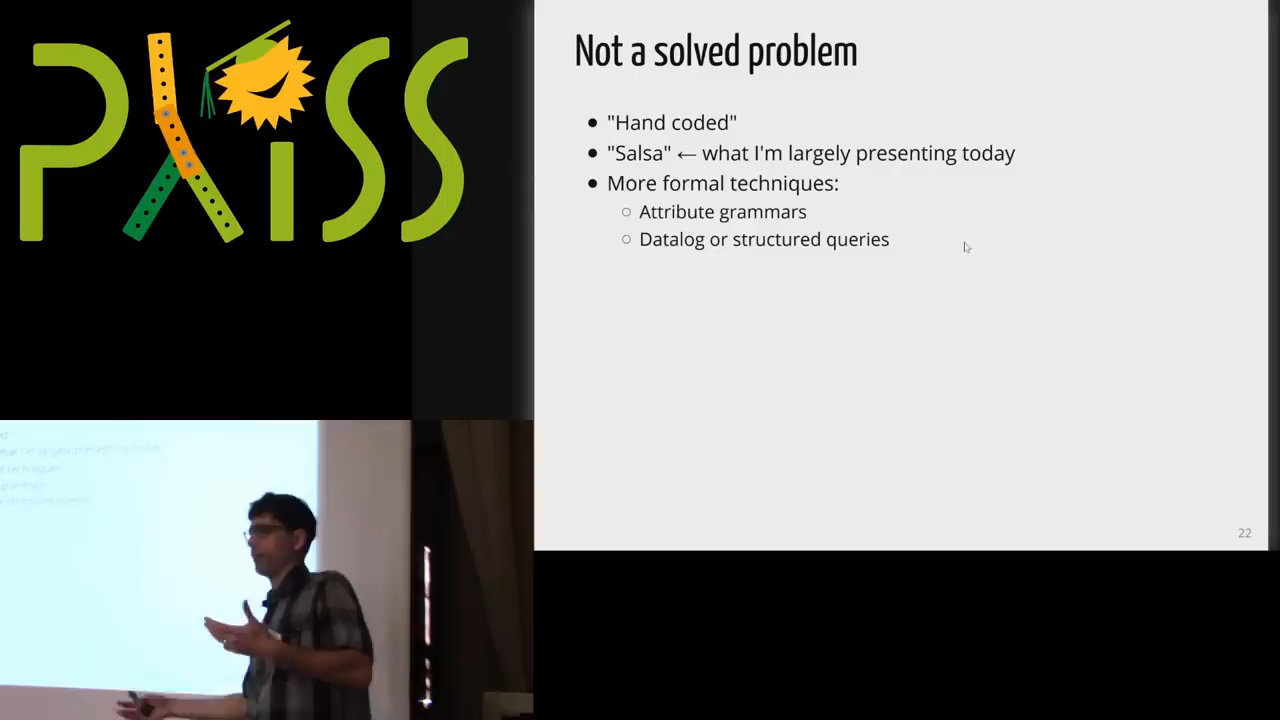 PLISS
Not a solved problem
• "Hand coded"
• "Salsa" ← what I'm largely presenting today
• More formal techniques:
○ Attribute grammars
○ Datalog or structured queries
22